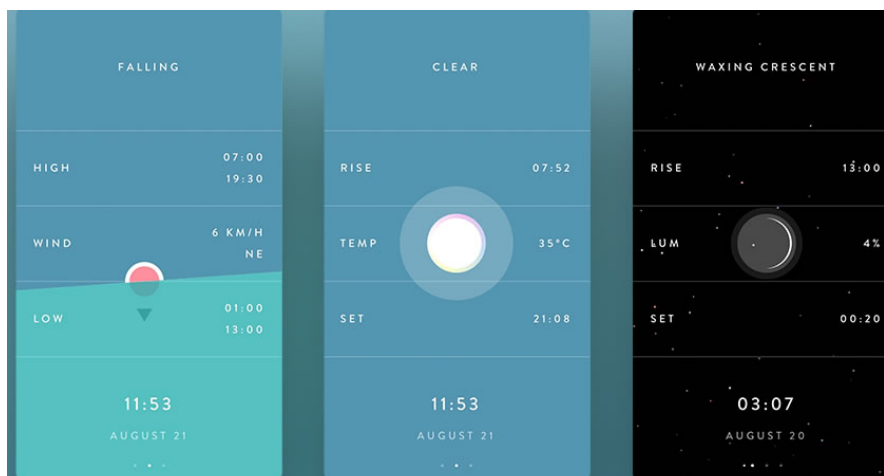 FALLING
HIGH
07:00
19:30
WIND
6 KM/H
NE
LOW
01:00
13:00
11:53
AUGUST 21
CLEAR
RISE
07:52
TEMP
35°C
SET
21:08
11:53
AUGUST 21
WAXING CRESCENT
RISE
13:00
LUM
4%
SET
00:20
03:07
AUGUST 20